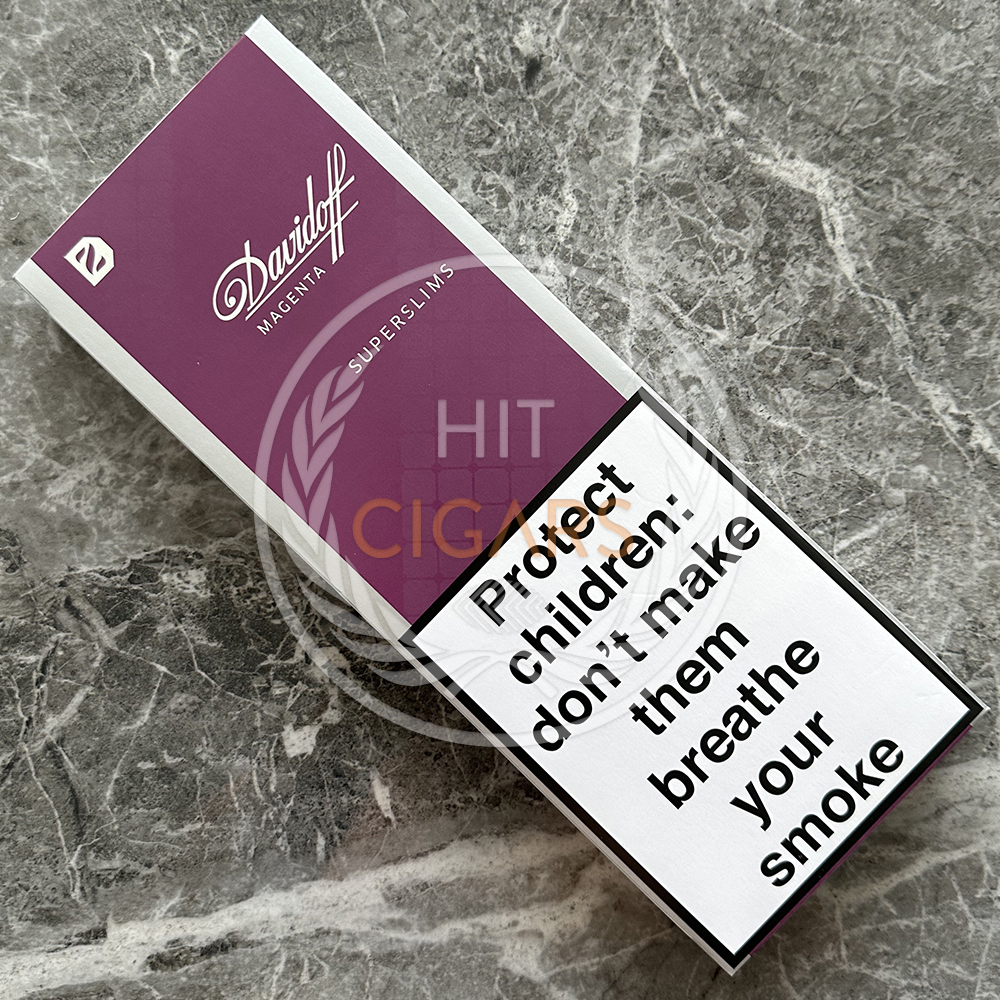 Davidoff
MAGENTA
SUPERSLIMS
HIT
CIGARS
Protect
children:
don't make
them
breathe
your
smoke